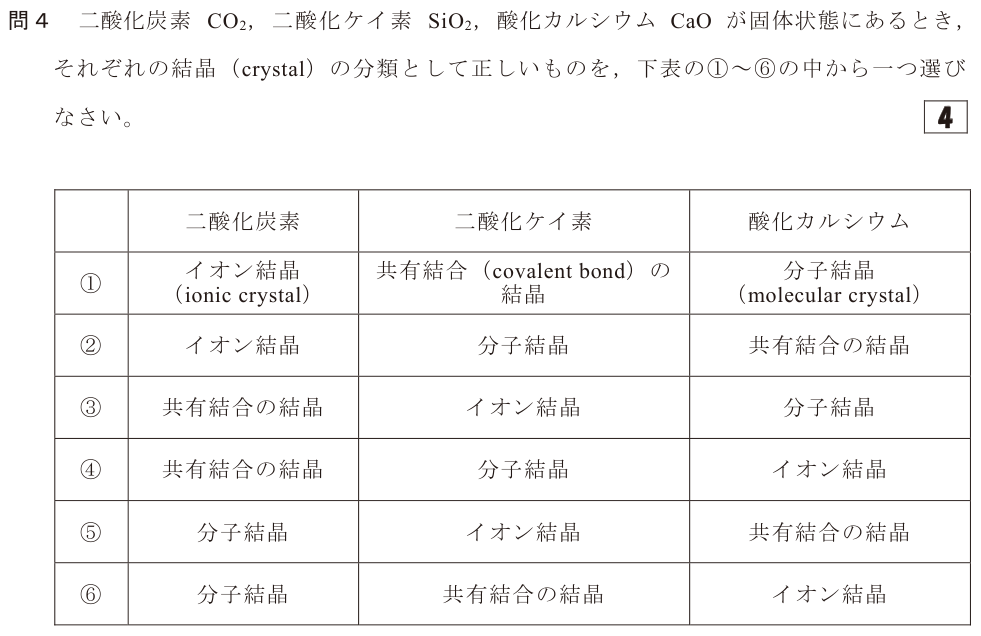 問4 二酸化炭素 CO₂,二酸化ケイ素 SiO₂,酸化カルシウム CaO が固体状態にあるとき,
それぞれの結晶(crystal)の分類として正しいものを,下表の①~⑥の中から一つ選び
なさい。 4
二酸化炭素 二酸化ケイ素 酸化カルシウム
① イオン結晶(ionic crystal) 共有結合(covalent bond)の結晶 分子結晶(molecular crystal)
② イオン結晶 分子結晶 共有結合の結晶
③ 共有結合の結晶 イオン結晶 分子結晶
④ 共有結合の結晶 分子結晶 イオン結晶
⑤ 分子結晶 イオン結晶 共有結合の結晶
⑥ 分子結晶 共有結合の結晶 イオン結晶